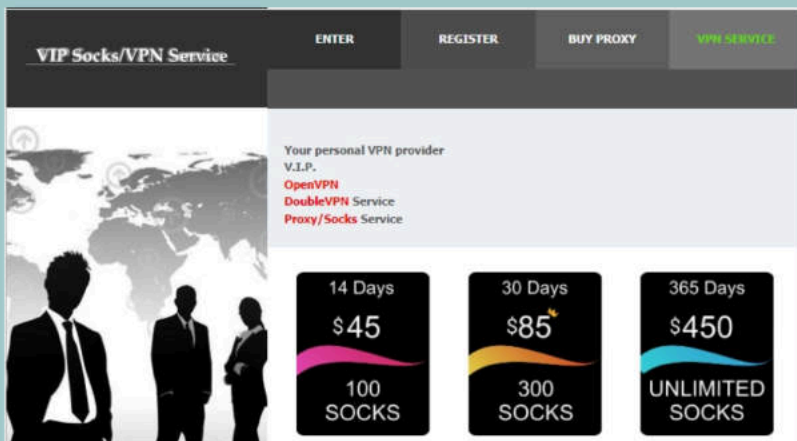 VIP Socks/VPN Service
ENTER
REGISTER
BUY PROXY
VPN SERVICE
Your personal VPN provider
V.I.P.
OpenVPN
DoubleVPN Service
Proxy/Socks Service
14 Days
$45
100
SOCKS
30 Days
$85
300
SOCKS
365 Days
$450
UNLIMITED
SOCKS